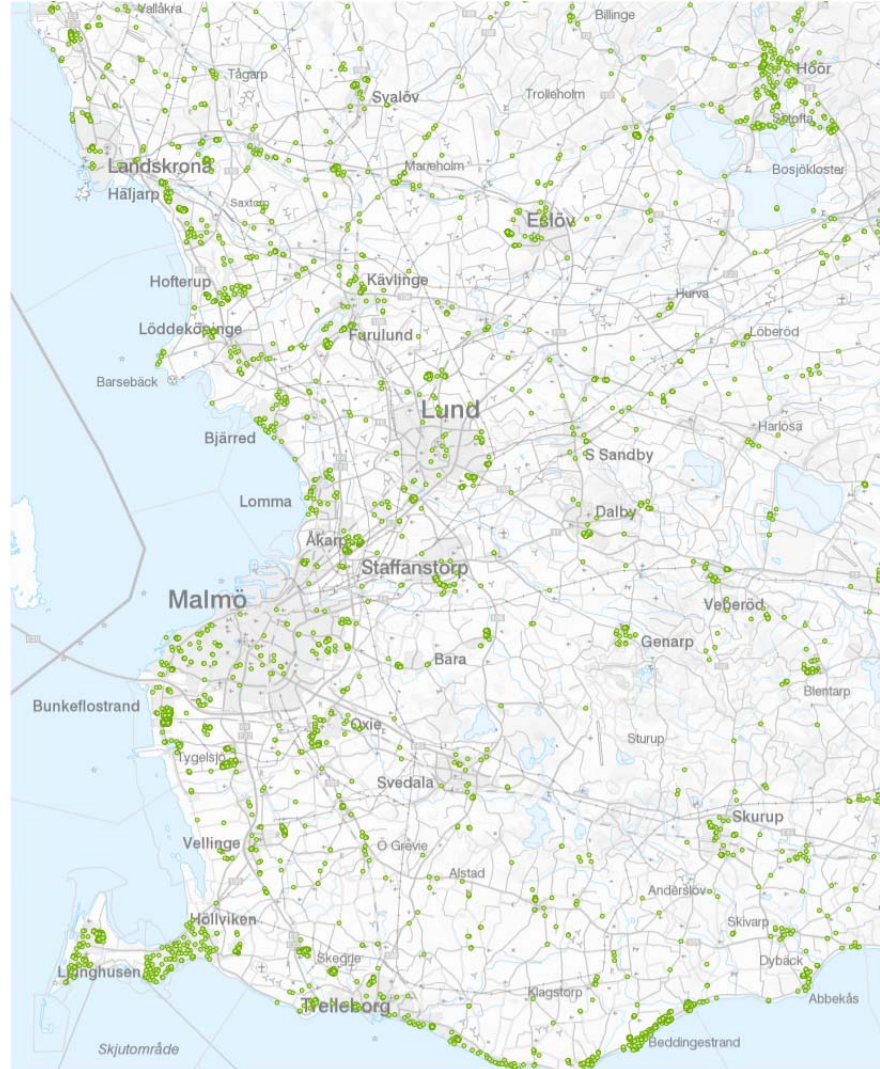 Vallåkra
Billinge
Tågarp
Höör
Svalöv
Trolleholm
Landskrona
Marieholm
Bosjökloster
Häljarp
Saxtorp
Eslöv
Hofterup
Kävlinge
Hurva
Löddeköpinge
Furulund
Löberöd
Barsebäck
Lund
Bjärred
Harlösa
S Sandby
Lomma
Dalby
Åkarp
Staffanstorp
Malmö
Veberöd
Bara
Genarp
Blentarp
Bunkeflostrand
Oxie
Tygelsjö
Sturup
Svedala
Skurup
Vellinge
Ö Grevie
Alstad
Anderslöv
Höllviken
Skivarp
Ljunghusen
Skegrie
Dybäck
Klagstorp
Abbekås
Trelleborg
Beddingestrand
Skjutområde